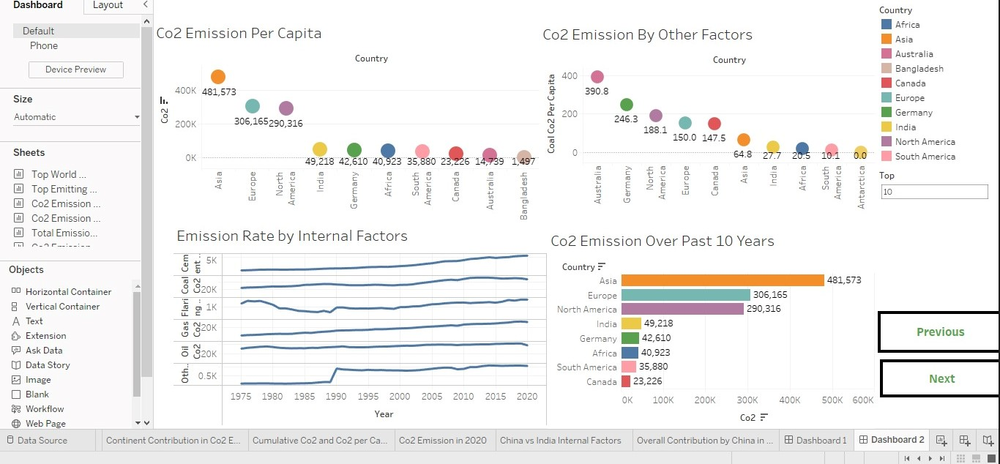 Dashboard
Layout
<
Default
Phone
Device Preview
Size
Automatic
Sheets
Top World ...
Top Emitting ...
Co2 Emission ...
Co2 Emission ...
Total Emissio...
Objects
Horizontal Container
Vertical Container
Text
Extension
Ask Data
Data Story
Image
Blank
Workflow
Web Page
Co2 Emission Per Capita
Country
Co2
400K
200K
0K
481,573
306,165
290,316
49,218
42,610
40,923
35,880
23,226
14,739
1,497
Asia
Europe
North
America
India
Germany
Africa
South
America
Canada
Australia
Bangladesh
Co2 Emission By Other Factors
Country
Coal Co2 Per Capita
400
200
0
390.8
246.3
188.1
150.0
147.5
64.8
27.7
20.5
10.1
0.0
Australia
Germany
North
America
Europe
Canada
Asia
India
Africa
South
America
Antarctica
Country
Africa
Asia
Australia
Bangladesh
Canada
Europe
Germany
India
North America
South America
Top
10
Emission Rate by Internal Factors
Cem
ent ..
5K
Coal
Co2
20K
Flari
ng ..
1K
Gas
Co2
20K
Oil
Co2
20K
Oth..
0.5K
1975 1980 1985 1990 1995 2000 2005 2010 2015 2020
Year
Co2 Emission Over Past 10 Years
Country
Asia 481,573
Europe 306,165
North America 290,316
India 49,218
Germany 42,610
Africa 40,923
South America 35,880
Canada 23,226
0K 100K 200K 300K 400K 500K 600K
Co2
Previous
Next
Data Source
Continent Contribution in Co2 E...
Cumulative Co2 and Co2 per Ca...
Co2 Emission in 2020
China vs India Internal Factors
Overall Contribution by China in ...
Dashboard 1
Dashboard 2